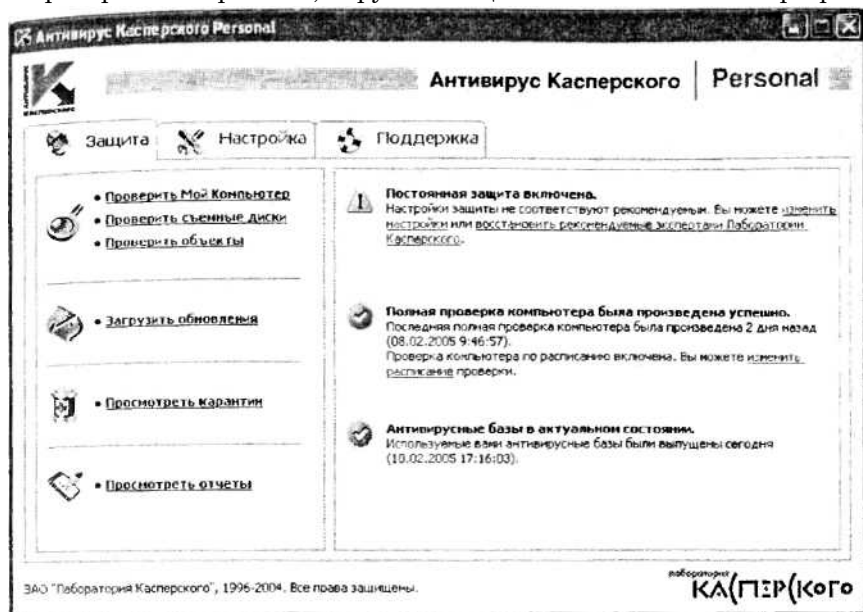 Антивирус Касперского Personal
Антивирус Касперского Personal
Защита
Настройка
Поддержка
• Проверить Мой Компьютер
• Проверить съемные диски
• Проверить объекты
• Загрузить обновления
• Просмотреть карантин
• Просмотреть отчеты
Постоянная защита включена.
Настройки защиты не соответствуют рекомендуемым. Вы можете изменить
настройки или восстановить рекомендуемые экспертами Лаборатории
Касперского.
Полная проверка компьютера была произведена успешно.
Последняя полная проверка компьютера была произведена 2 дня назад
(08.02.2005 9:46:57).
Проверка компьютера по расписанию включена. Вы можете изменить
расписание проверки.
Антивирусные базы в актуальном состоянии.
Используемые вами антивирусные базы были выпущены сегодня
(10.02.2005 17:16:03).
ЗАО "Лаборатория Касперского", 1996-2004. Все права защищены.
лаборатория
КАСПЕРСКОГО